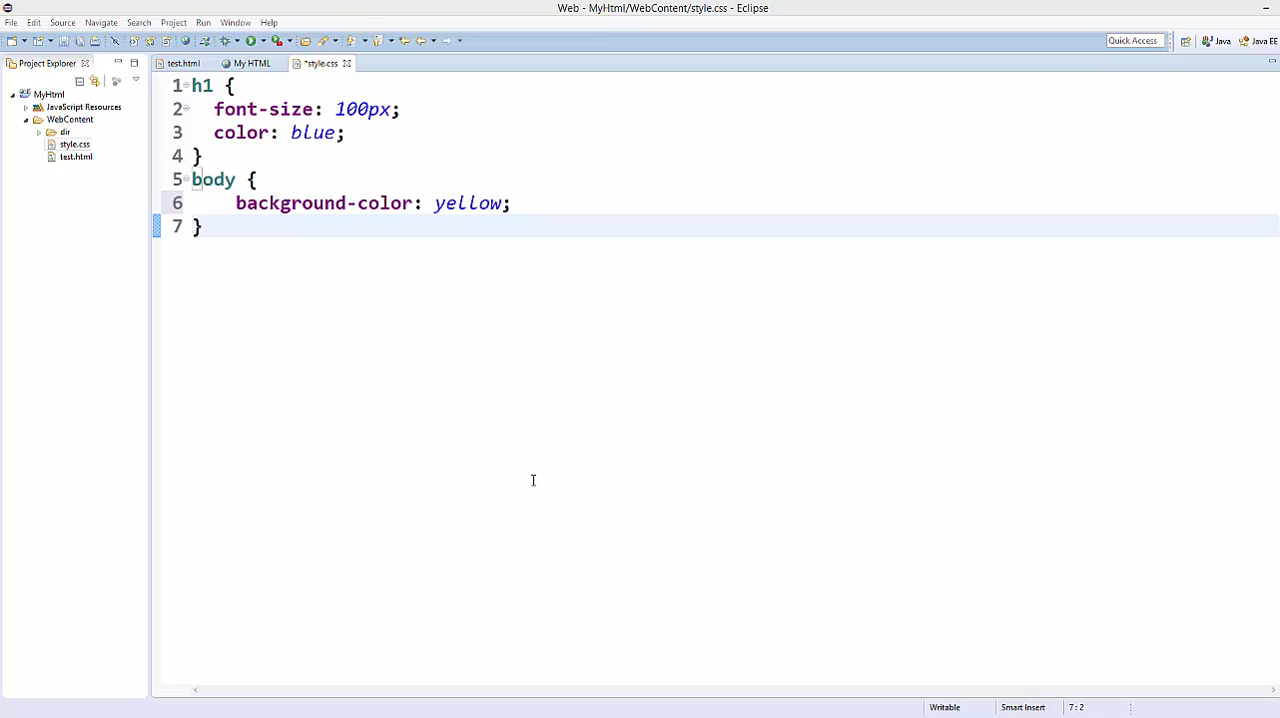 Web - MyHtml/WebContent/style.css - Eclipse
File Edit Source Navigate Search Project Run Window Help
Quick Access Java Java EE
Project Explorer test.html My HTML *style.css
MyHtml
JavaScript Resources
WebContent
dir
style.css
test.html
1 h1 {
2 font-size: 100px;
3 color: blue;
4 }
5 body {
6 background-color: yellow;
7 }
Writable Smart Insert 7 : 2